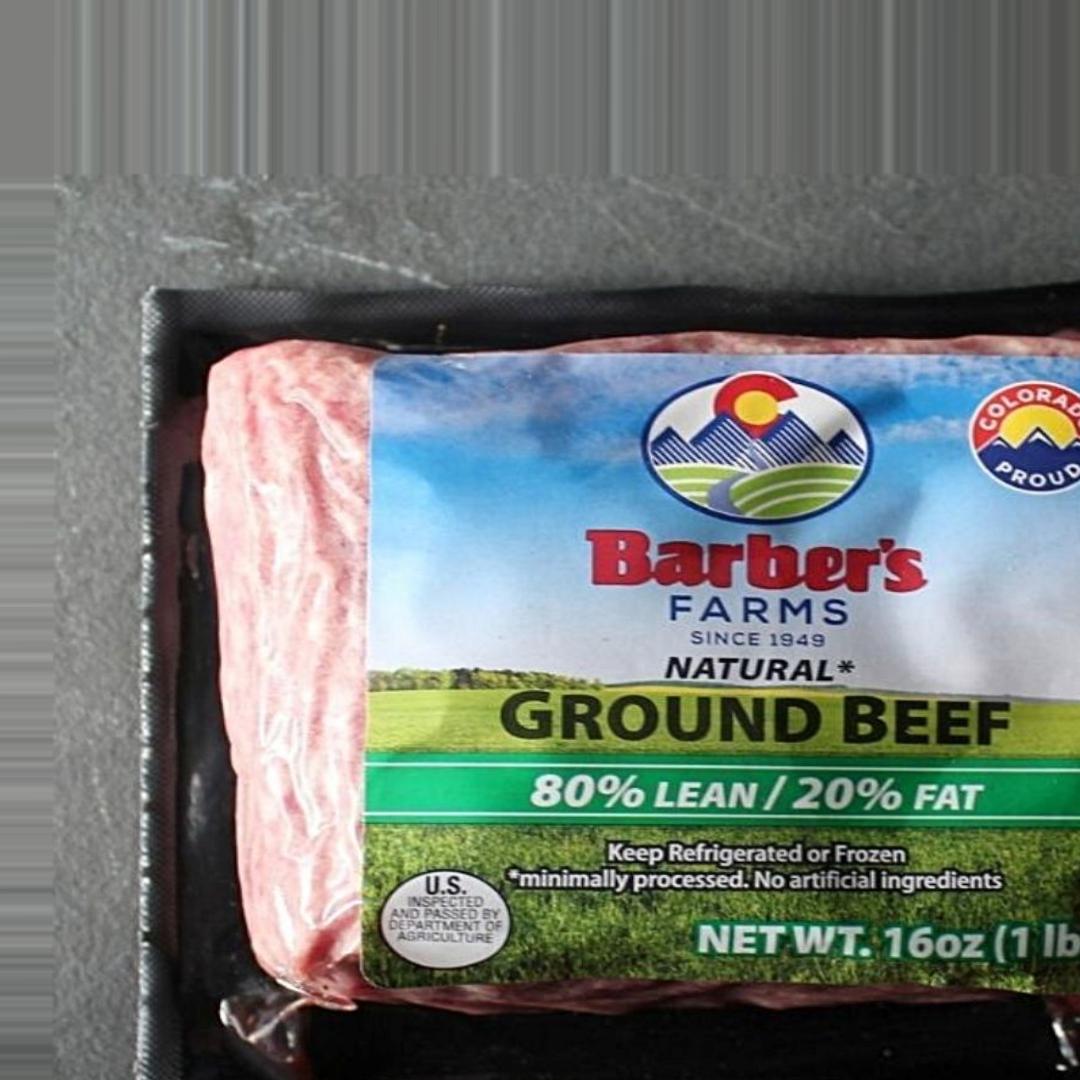 COLORAD
PROUD
Barber's
FARMS
SINCE 1949
NATURAL*
GROUND BEEF
80% LEAN / 20% FAT
Keep Refrigerated or Frozen
*minimally processed. No artificial ingredients
U.S.
INSPECTED
AND PASSED BY
DEPARTMENT OF
AGRICULTURE
NET WT. 16oz (1 lb